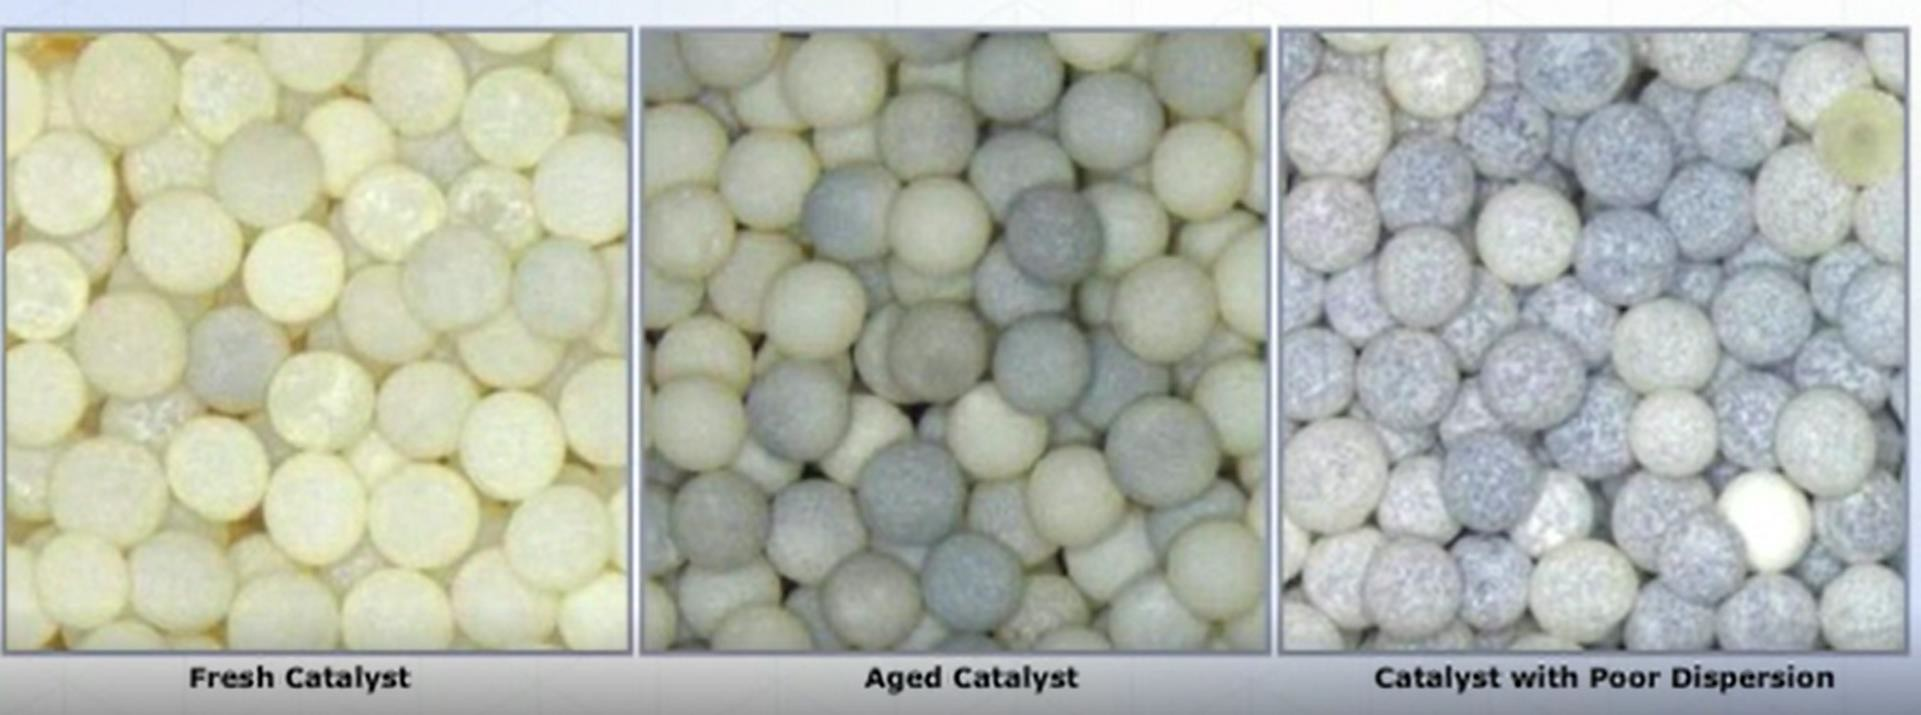 Fresh Catalyst
Aged Catalyst
Catalyst with Poor Dispersion